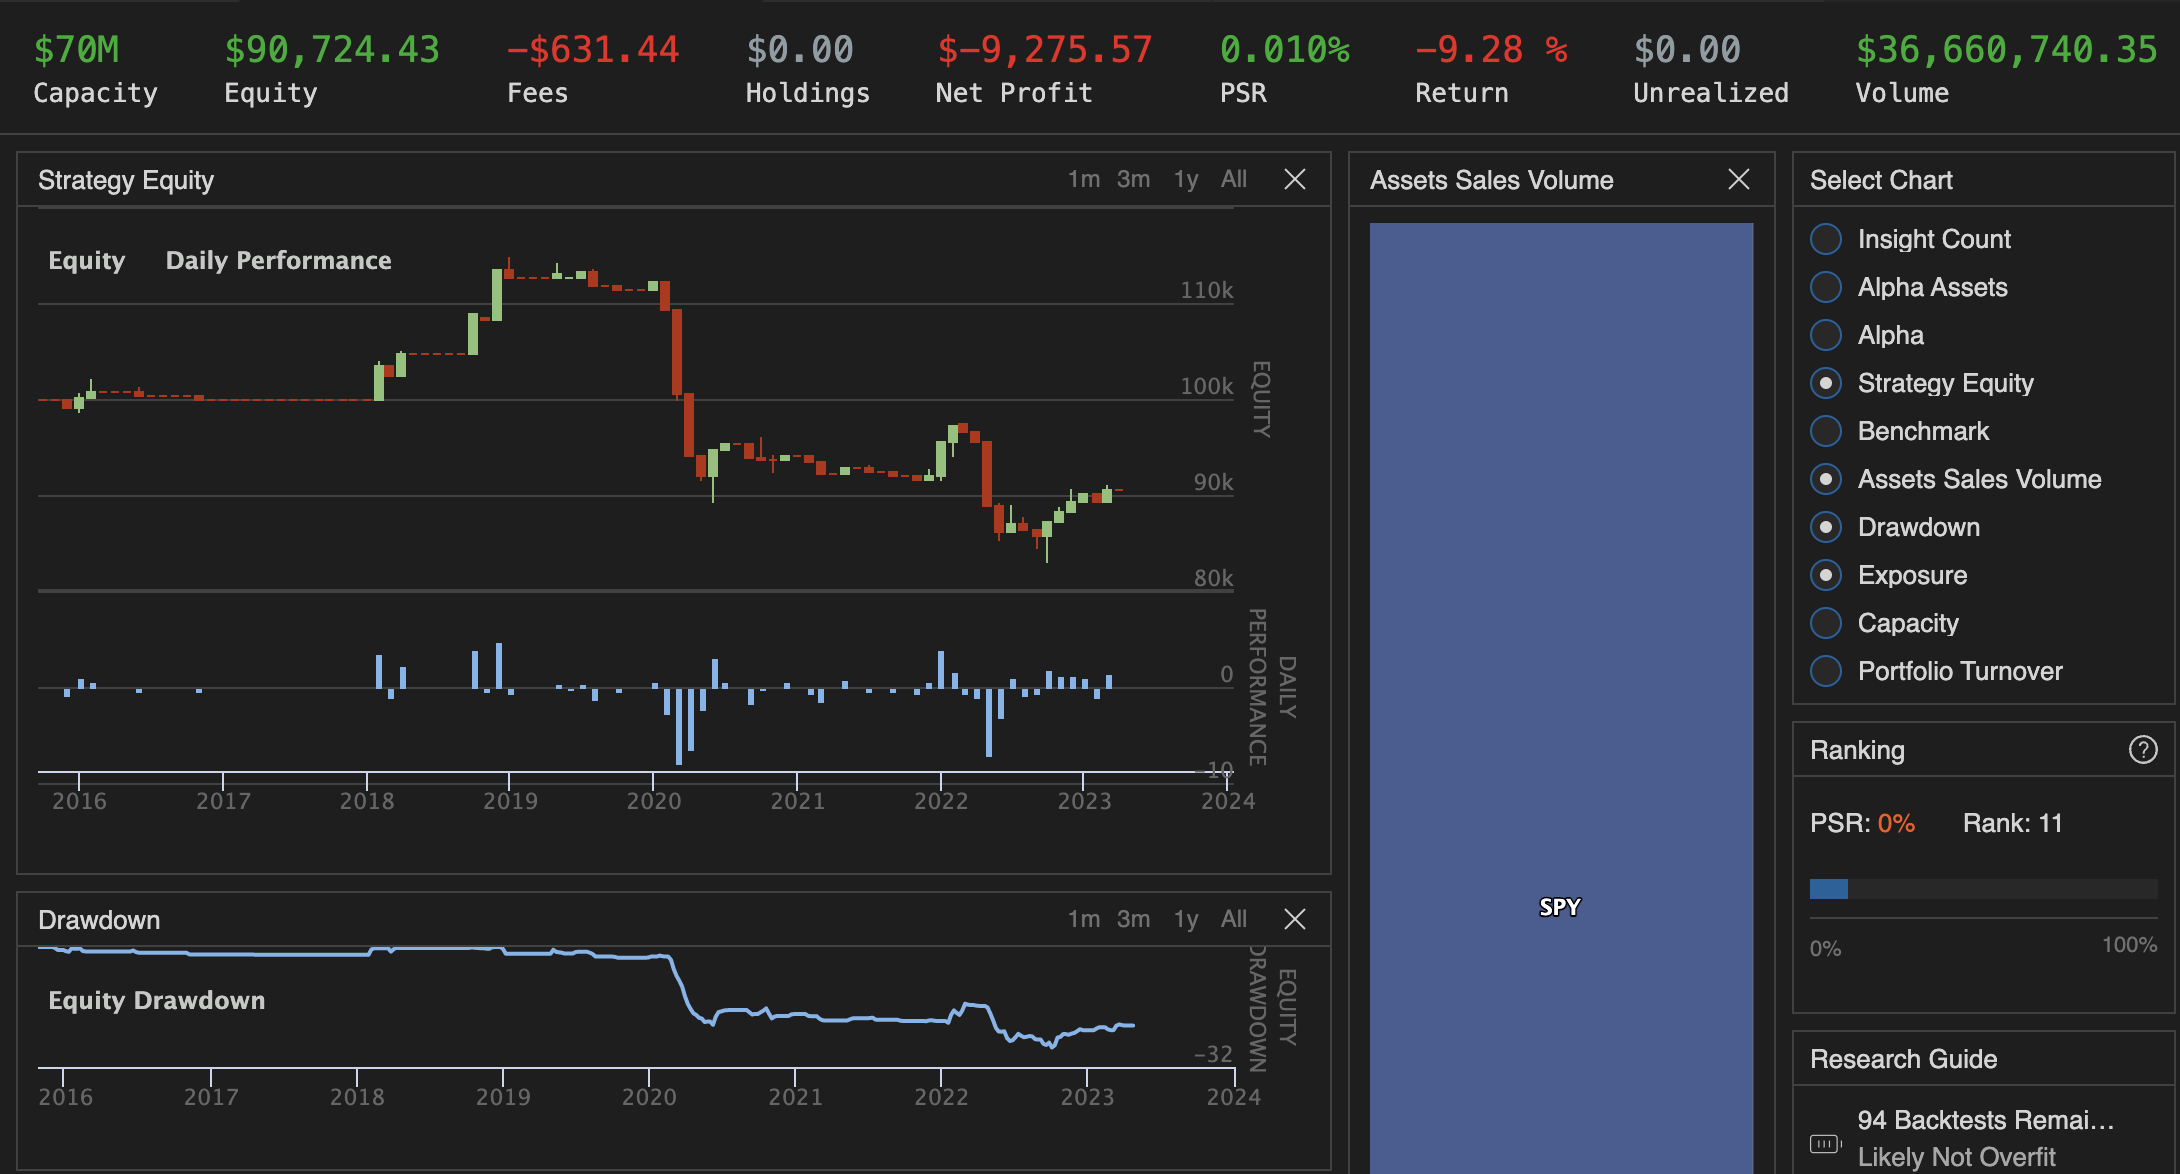 $70M $90,724.43 −$631.44 $0.00 $−9,275.57 0.010% −9.28 % $0.00 $36,660,740.35
Capacity Equity Fees Holdings Net Profit PSR Return Unrealized Volume
Strategy Equity 1m 3m 1y All
Equity Daily Performance
110k
100k
90k
80k
EQUITY
0
−10
DAILY
PERFORMANCE
2016 2017 2018 2019 2020 2021 2022 2023 2024
Drawdown 1m 3m 1y All
Equity Drawdown
−32
EQUITY
DRAWDOWN
2016 2017 2018 2019 2020 2021 2022 2023 2024
Assets Sales Volume
SPY
Select Chart
Insight Count
Alpha Assets
Alpha
Strategy Equity
Benchmark
Assets Sales Volume
Drawdown
Exposure
Capacity
Portfolio Turnover
Ranking ?
PSR: 0% Rank: 11
0% 100%
Research Guide
94 Backtests Remai...
Likely Not Overfit